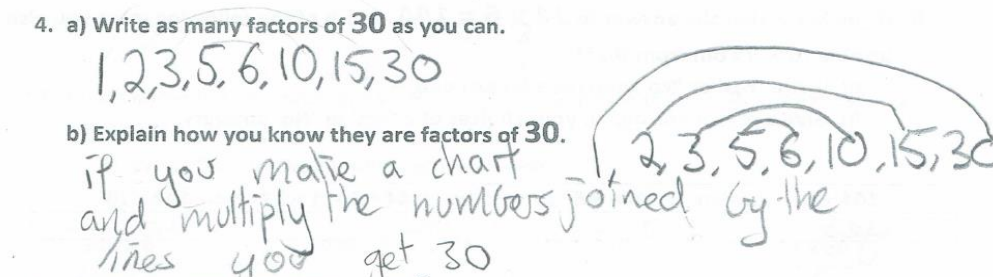 4. a) Write as many factors of 30 as you can.
1, 2, 3, 5, 6, 10, 15, 30
b) Explain how you know they are factors of 30.
1, 2, 3, 5, 6, 10, 15, 30
if you make a chart
and multiply the numbers joined by the
lines you get 30